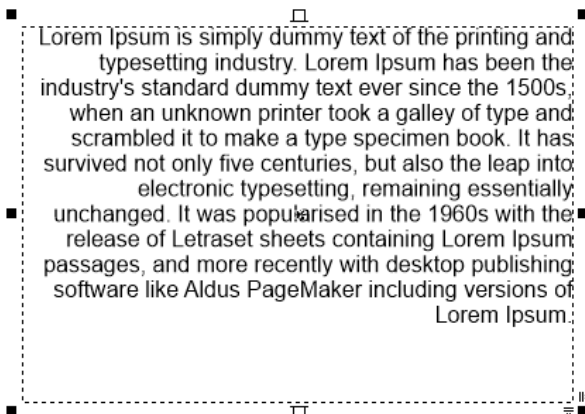 Lorem Ipsum is simply dummy text of the printing and
typesetting industry. Lorem Ipsum has been the
industry's standard dummy text ever since the 1500s,
when an unknown printer took a galley of type and
scrambled it to make a type specimen book. It has
survived not only five centuries, but also the leap into
electronic typesetting, remaining essentially
unchanged. It was popularised in the 1960s with the
release of Letraset sheets containing Lorem Ipsum
passages, and more recently with desktop publishing
software like Aldus PageMaker including versions of
Lorem Ipsum.